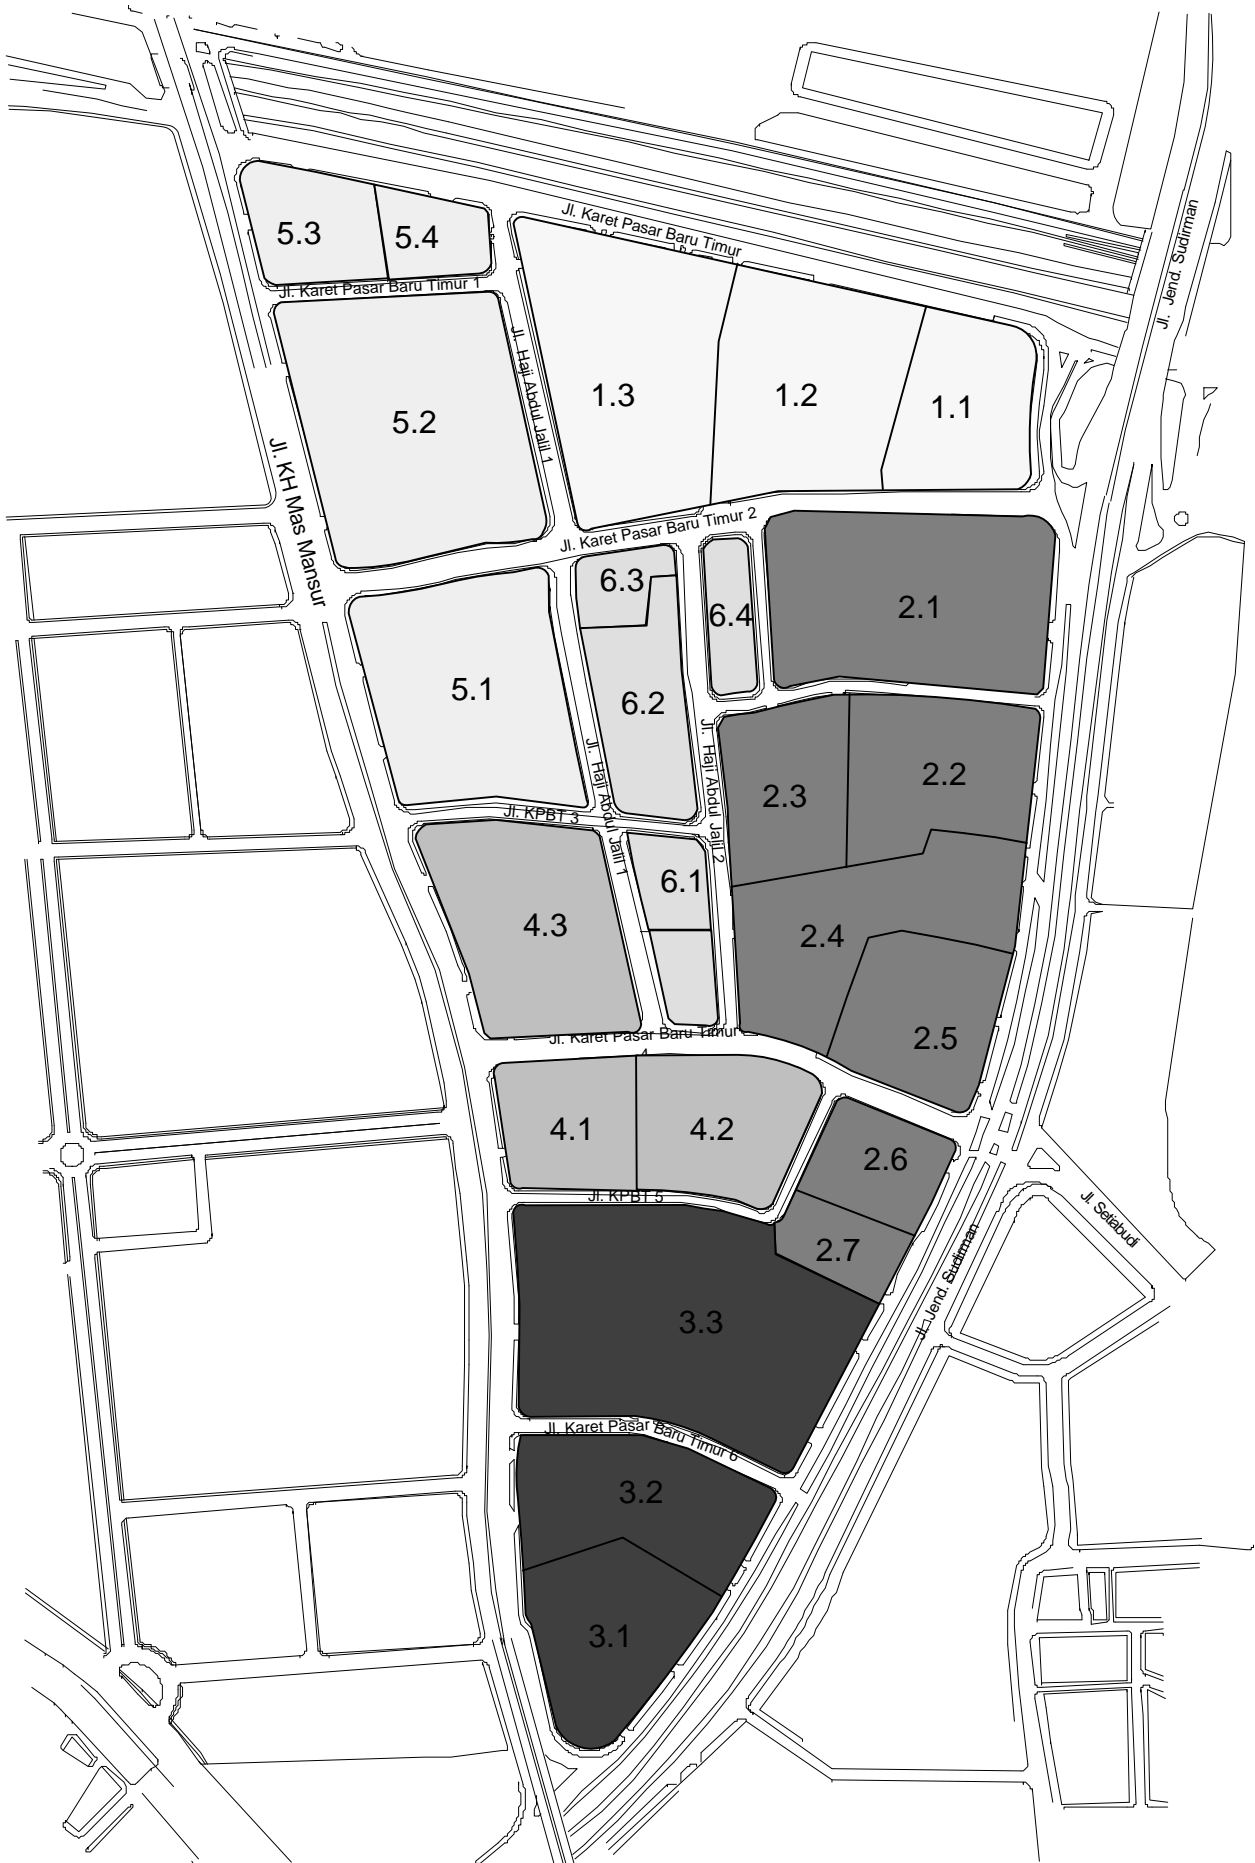 Jl. Karet Pasar Baru Timur
Jl. Jend. Sudirman
5.3
5.4
Jl. Karet Pasar Baru Timur 1
Jl. Haji Abdul Jalil 1
1.3
1.2
1.1
5.2
Jl. KH Mas Mansur
Jl. Karet Pasar Baru Timur 2
6.3
6.4
2.1
5.1
6.2
Jl. Haji Abdul Jalil 1
Jl. Haji Abdul Jalil 2
2.3
2.2
Jl. KPBT 3
6.1
4.3
2.4
2.5
Jl. Karet Pasar Baru Timur
4
4.1
4.2
2.6
Jl. KPBT 5
Jl. Setiabudi
2.7
Jl. Jend. Sudirman
3.3
Jl. Karet Pasar Baru Timur 6
3.2
3.1